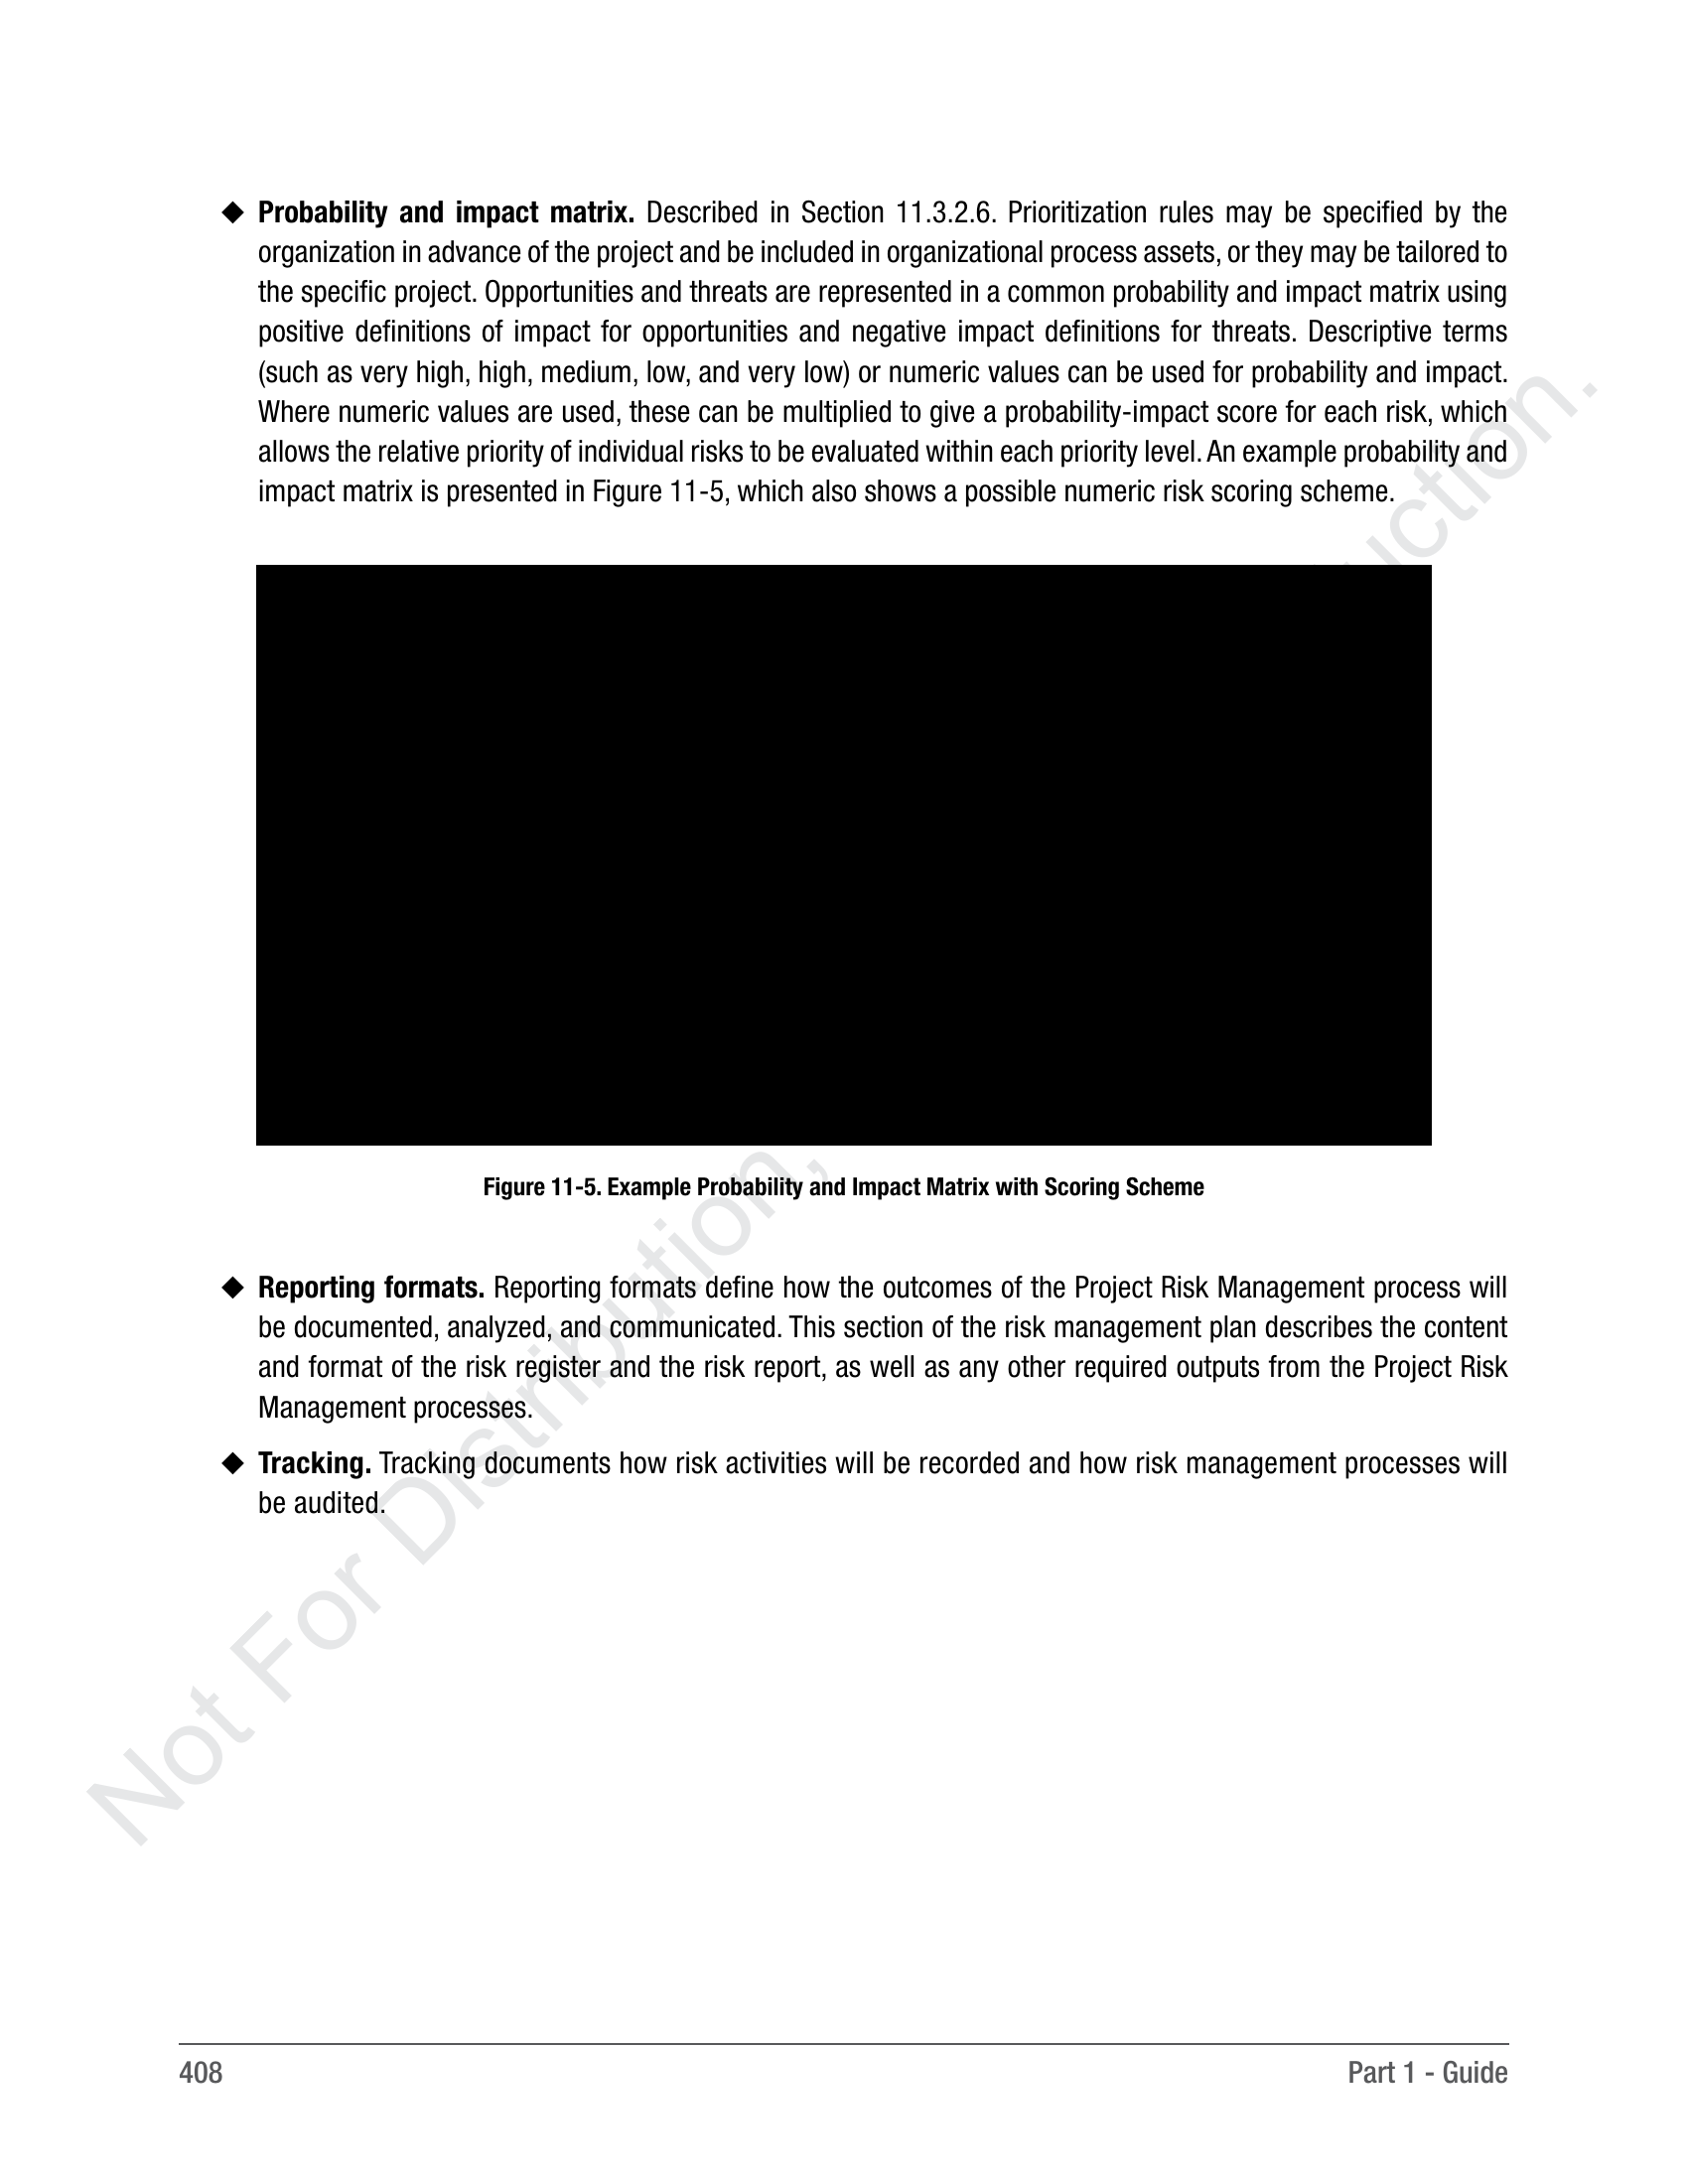 ◆ Probability and impact matrix. Described in Section 11.3.2.6. Prioritization rules may be specified by the
organization in advance of the project and be included in organizational process assets, or they may be tailored to
the specific project. Opportunities and threats are represented in a common probability and impact matrix using
positive definitions of impact for opportunities and negative impact definitions for threats. Descriptive terms
(such as very high, high, medium, low, and very low) or numeric values can be used for probability and impact.
Where numeric values are used, these can be multiplied to give a probability-impact score for each risk, which
allows the relative priority of individual risks to be evaluated within each priority level. An example probability and
impact matrix is presented in Figure 11-5, which also shows a possible numeric risk scoring scheme.
Figure 11-5. Example Probability and Impact Matrix with Scoring Scheme
◆ Reporting formats. Reporting formats define how the outcomes of the Project Risk Management process will
be documented, analyzed, and communicated. This section of the risk management plan describes the content
and format of the risk register and the risk report, as well as any other required outputs from the Project Risk
Management processes.
◆ Tracking. Tracking documents how risk activities will be recorded and how risk management processes will
be audited.
Not For Distribution,
408
Part 1 - Guide